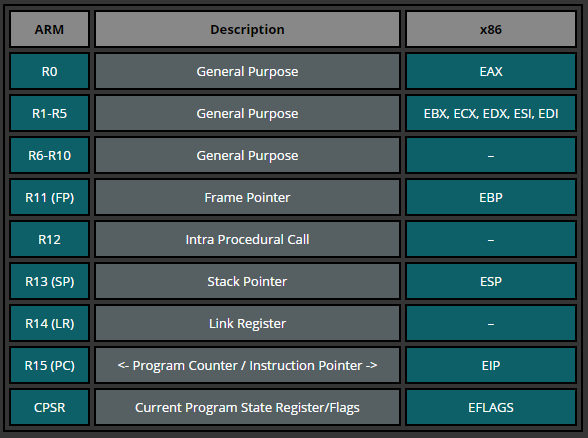 ARM Description x86
R0 General Purpose EAX
R1-R5 General Purpose EBX, ECX, EDX, ESI, EDI
R6-R10 General Purpose –
R11 (FP) Frame Pointer EBP
R12 Intra Procedural Call –
R13 (SP) Stack Pointer ESP
R14 (LR) Link Register –
R15 (PC) <- Program Counter / Instruction Pointer -> EIP
CPSR Current Program State Register/Flags EFLAGS